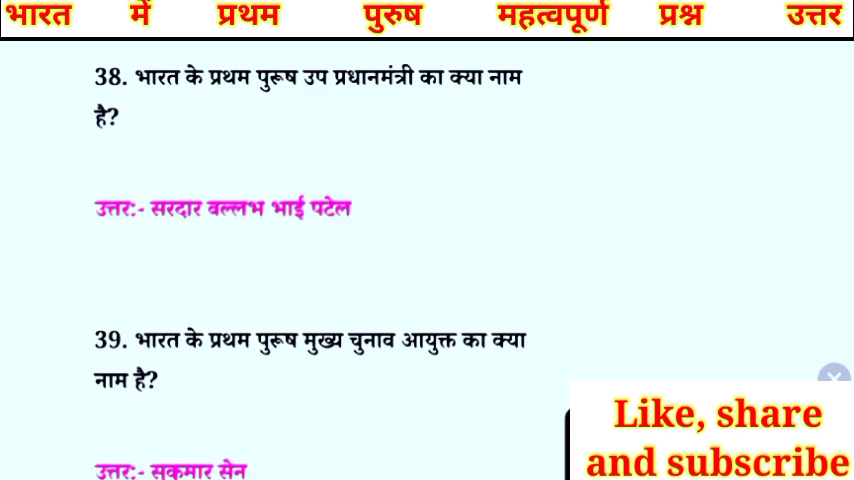 भारत में प्रथम पुरुष महत्वपूर्ण प्रश्न उत्तर
38. भारत के प्रथम पुरूष उप प्रधानमंत्री का क्या नाम
है?
उत्तर:- सरदार वल्लभ भाई पटेल
39. भारत के प्रथम पुरूष मुख्य चुनाव आयुक्त का क्या
नाम है?
उत्तर:- सुकुमार सेन
Like, share
and subscribe